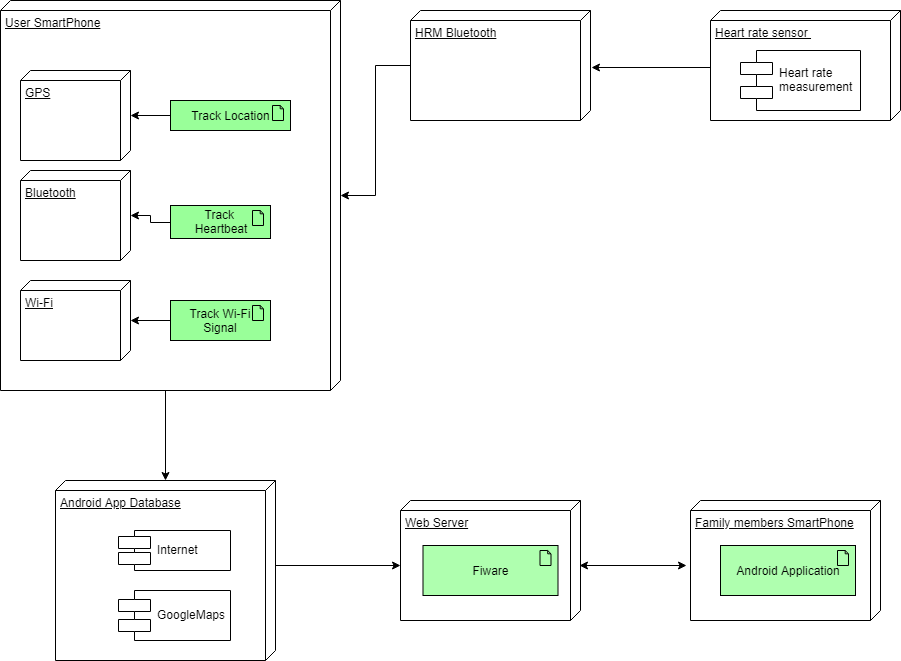 User SmartPhone
HRM Bluetooth
Heart rate sensor
Heart rate
measurement
GPS
Track Location
Bluetooth
Track
Heartbeat
Wi-Fi
Track Wi-Fi
Signal
Android App Database
Internet
GoogleMaps
Web Server
Fiware
Family members SmartPhone
Android Application